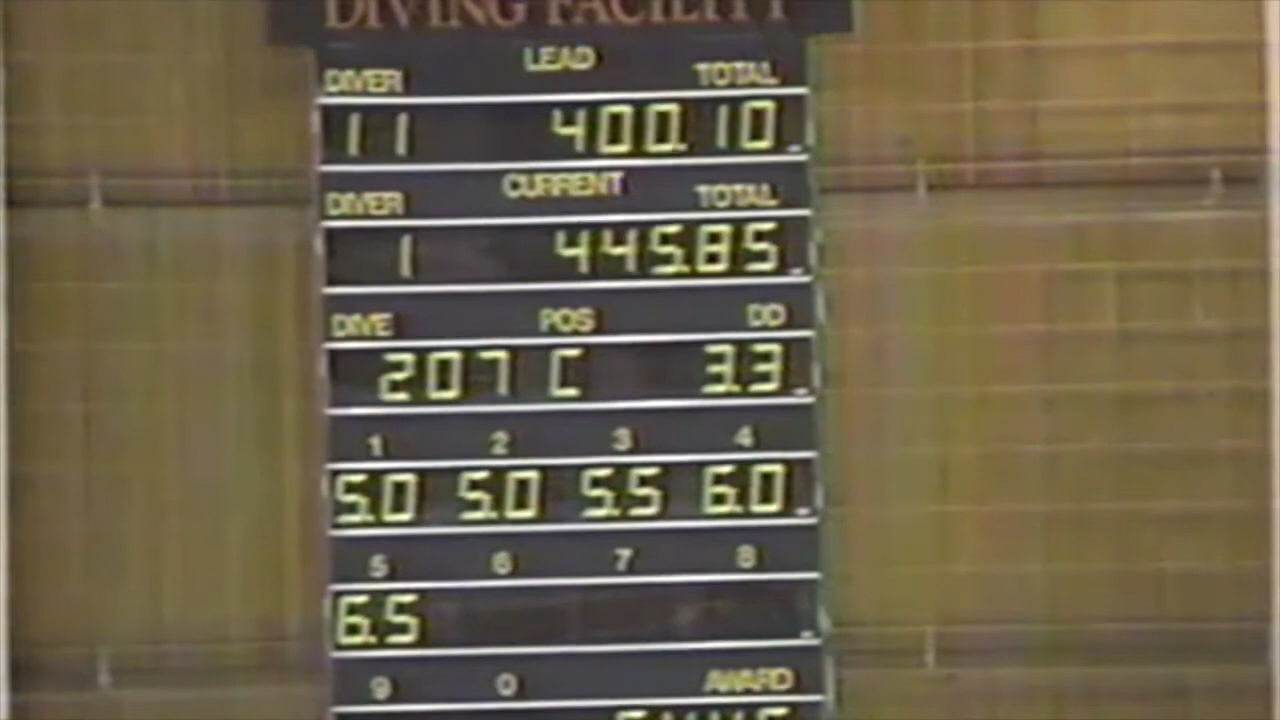 DIVING FACILITY
LEAD
DIVER TOTAL
11 400.10
CURRENT
DIVER TOTAL
1 445.85
DIVE POS DD
207 C 3.3
1 2 3 4
5.0 5.0 5.5 6.0
5 6 7 8
6.5
9 0 AWARD